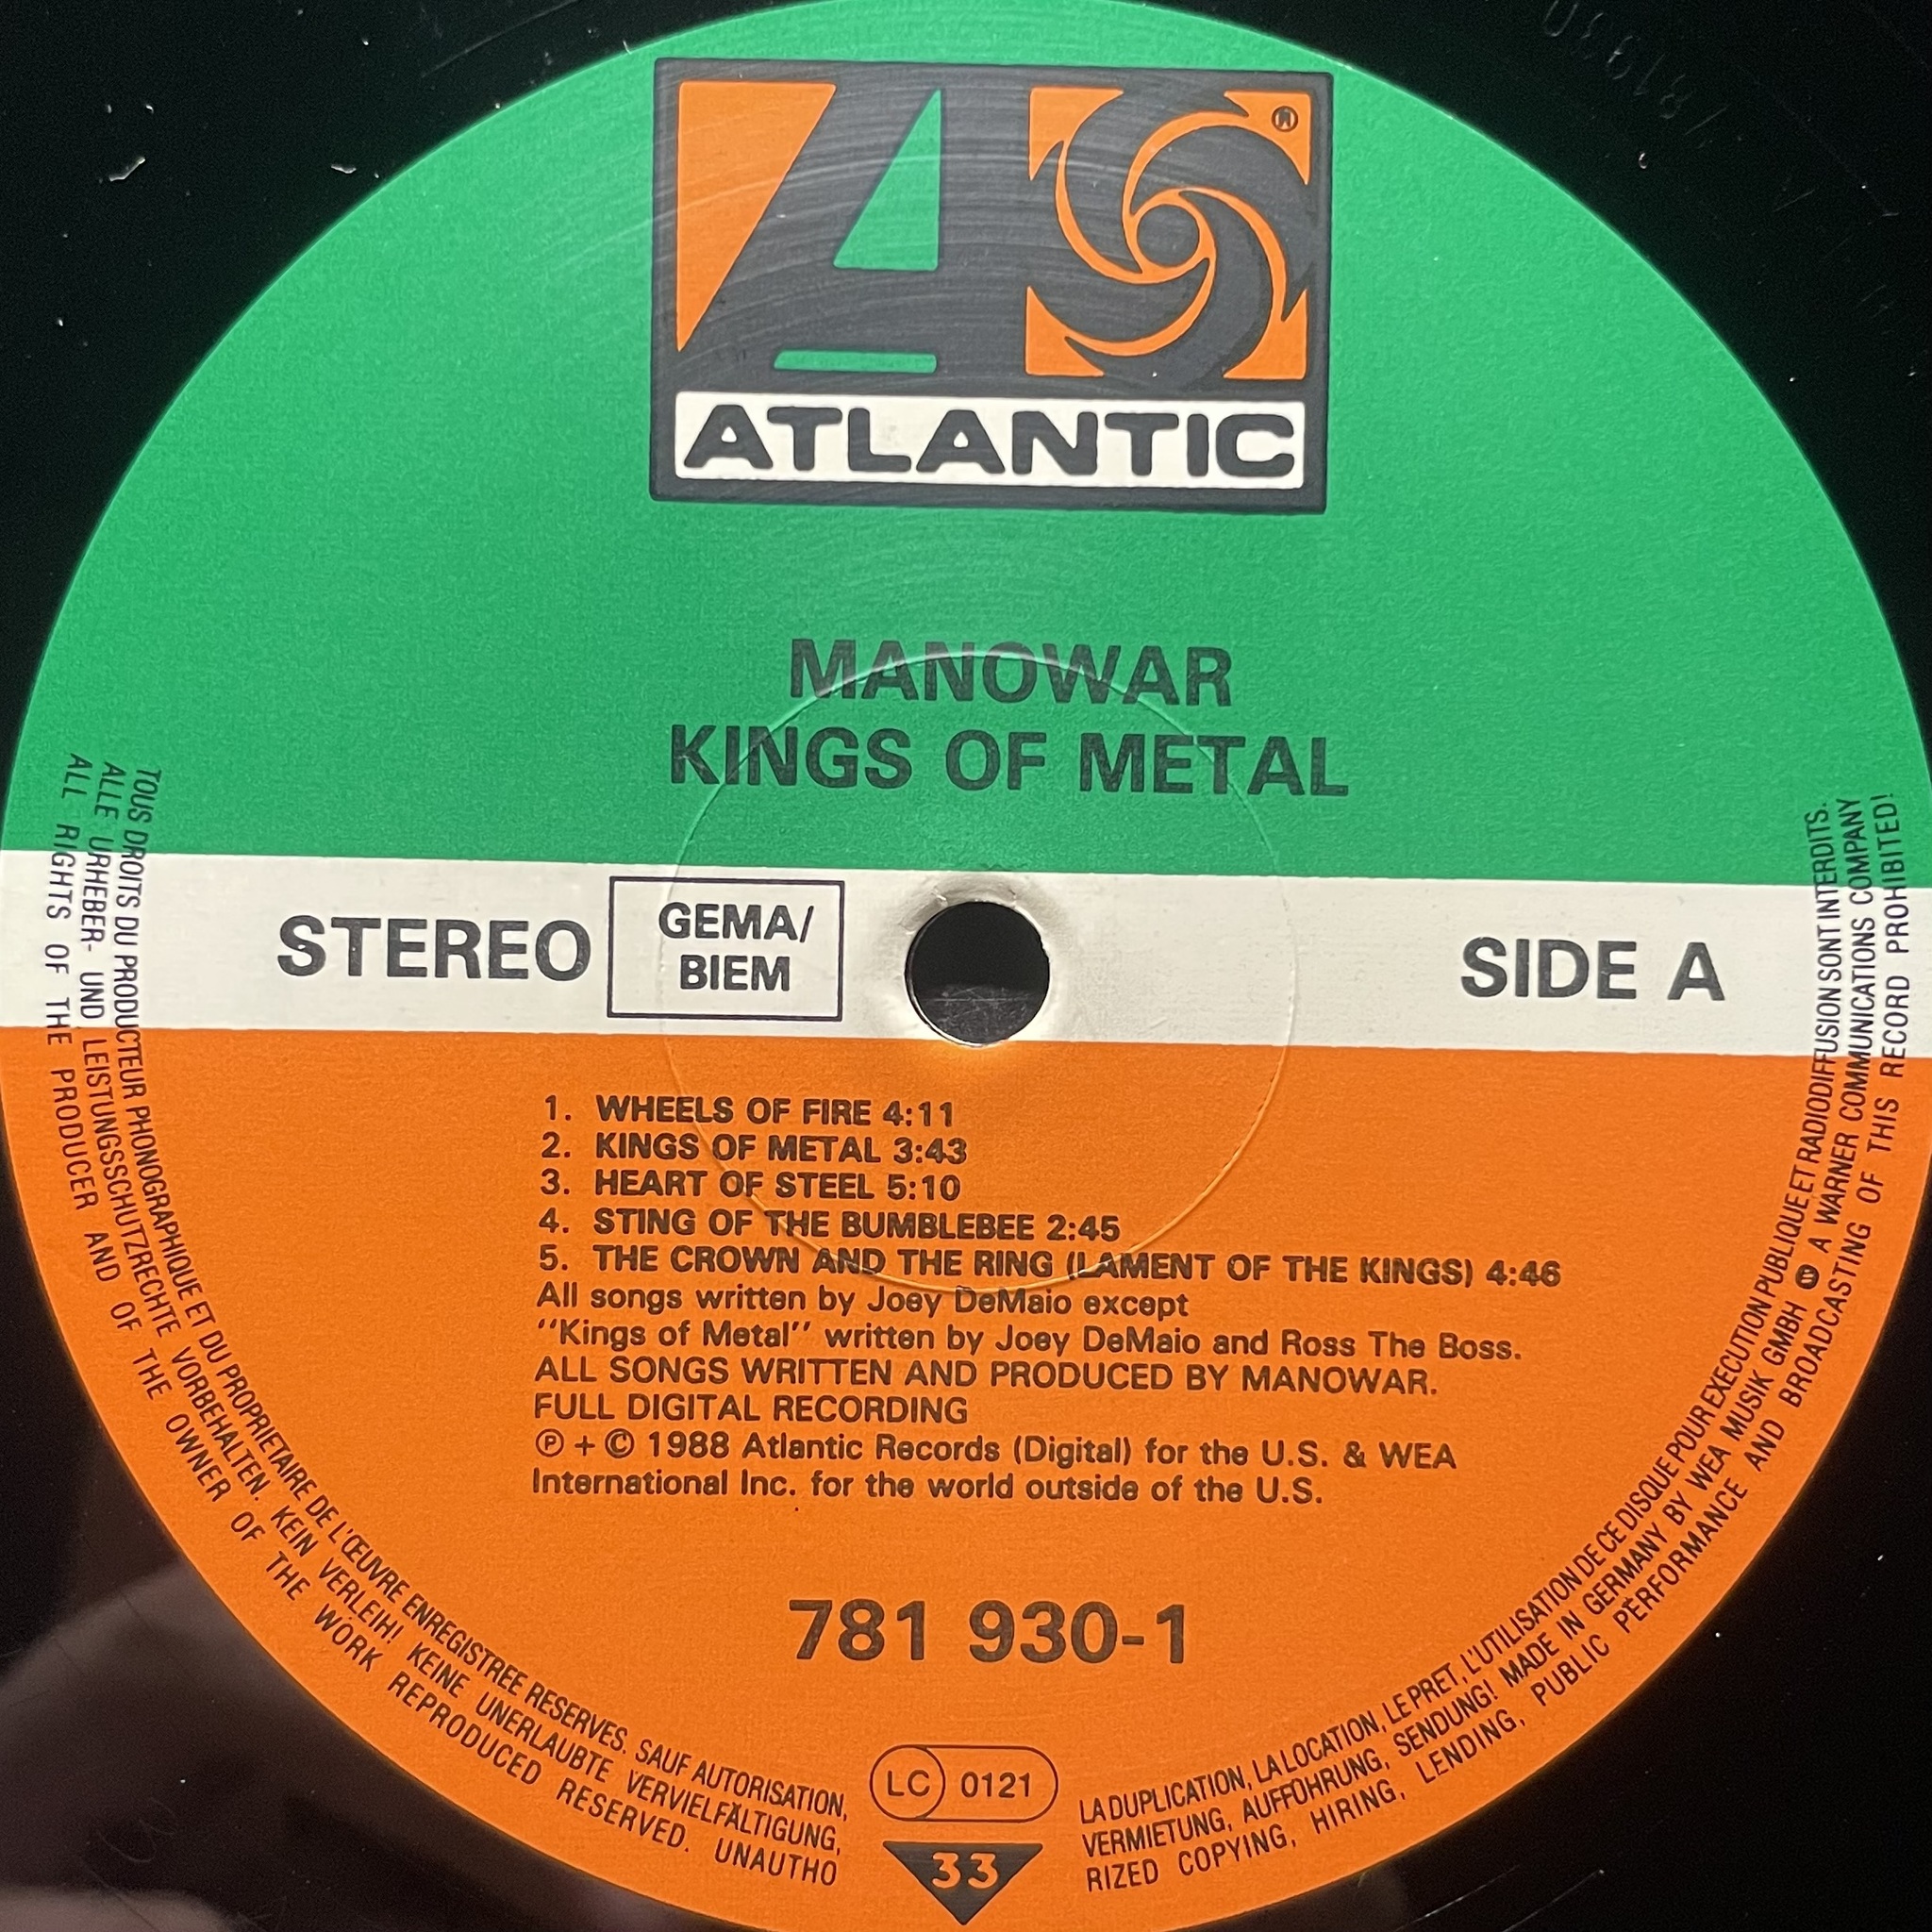 ATLANTIC
®
MANOWAR
KINGS OF METAL
STEREO
GEMA/
BIEM
SIDE A
1. WHEELS OF FIRE 4:11
2. KINGS OF METAL 3:43
3. HEART OF STEEL 5:10
4. STING OF THE BUMBLEBEE 2:45
5. THE CROWN AND THE RING (LAMENT OF THE KINGS) 4:46
All songs written by Joey DeMaio except
''Kings of Metal'' written by Joey DeMaio and Ross The Boss.
ALL SONGS WRITTEN AND PRODUCED BY MANOWAR.
FULL DIGITAL RECORDING
Ⓟ + © 1988 Atlantic Records (Digital) for the U.S. & WEA
International Inc. for the world outside of the U.S.
781 930-1
LC 0121
33
TOUS DROITS DU PRODUCTEUR PHONOGRAPHIQUE ET DU PROPRIETAIRE DE L'ŒUVRE ENREGISTREE RESERVES. SAUF AUTORISATION, LA DUPLICATION, LA LOCATION, LE PRET, L'UTILISATION DE CE DISQUE POUR EXECUTION PUBLIQUE ET RADIODIFFUSION SONT INTERDITS.
ALLE URHEBER- UND LEISTUNGSSCHUTZRECHTE VORBEHALTEN. KEIN VERLEIH! KEINE UNERLAUBTE VERVIELFÄLTIGUNG, VERMIETUNG, AUFFÜHRUNG, SENDUNG! MADE IN GERMANY BY WEA MUSIK GMBH A WARNER COMMUNICATIONS COMPANY
ALL RIGHTS OF THE PRODUCER AND OF THE OWNER OF THE WORK REPRODUCED RESERVED. UNAUTHORIZED COPYING, HIRING, LENDING, PUBLIC PERFORMANCE AND BROADCASTING OF THIS RECORD PROHIBITED!